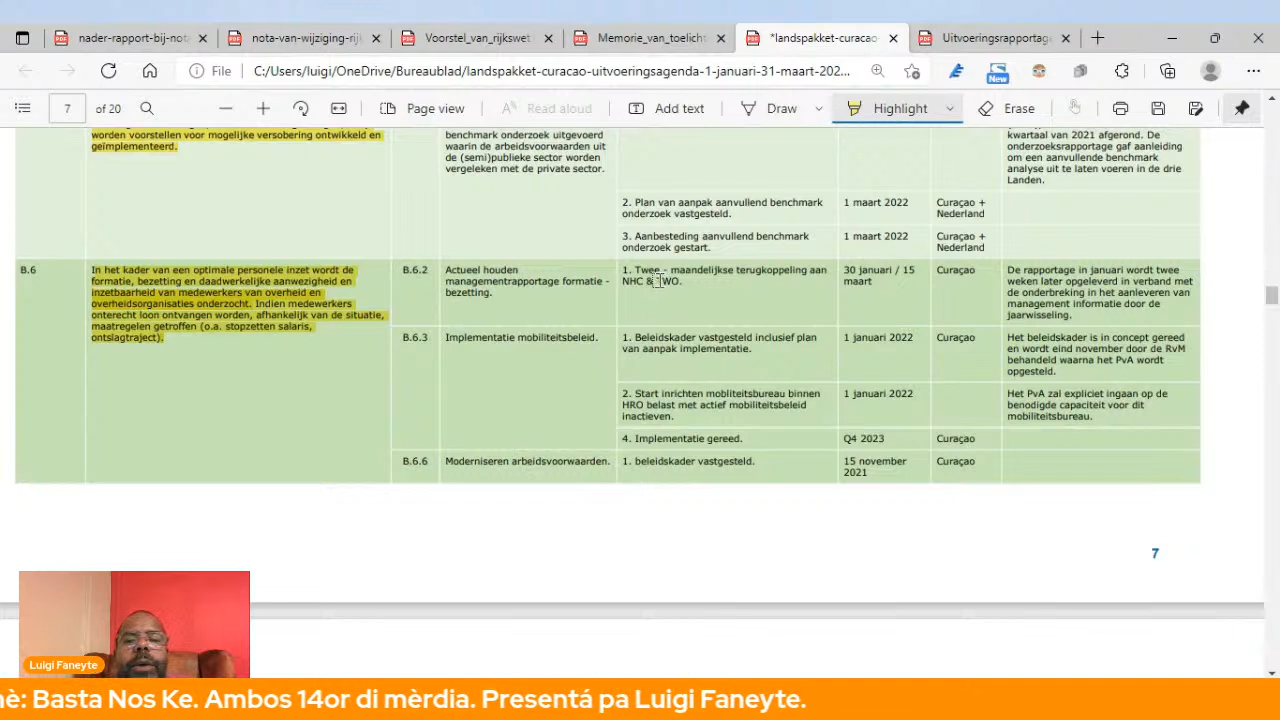 nader-rapport-bij-nota
nota-van-wijziging-rijk
Voorstel_van_rijkswet
Memorie_van_toelicht
*landspakket-curacao-
Uitvoeringsrapportage
File
C:/Users/luigi/OneDrive/Bureaublad/landspakket-curacao-uitvoeringsagenda-1-januari-31-maart-202...
New
7 of 20
Page view
Read aloud
Add text
Draw
Highlight
Erase
worden voorstellen voor mogelijke versobering ontwikkeld en
geïmplementeerd.
benchmark onderzoek uitgevoerd
waarin de arbeidsvoorwaarden uit
de (semi)publieke sector worden
vergeleken met de private sector.
kwartaal van 2021 afgerond. De
onderzoeksrapportage gaf aanleiding
om een aanvullende benchmark
analyse uit te laten voeren in de drie
Landen.
2. Plan van aanpak aanvullend benchmark
onderzoek vastgesteld.
1 maart 2022
Curaçao +
Nederland
3. Aanbesteding aanvullend benchmark
onderzoek gestart.
1 maart 2022
Curaçao +
Nederland
B.6
In het kader van een optimale personele inzet wordt de
formatie, bezetting en daadwerkelijke aanwezigheid en
inzetbaarheid van medewerkers van overheid en
overheidsorganisaties onderzocht. Indien medewerkers
onterecht loon ontvangen worden, afhankelijk van de situatie,
maatregelen getroffen (o.a. stopzetten salaris,
ontslagtraject).
B.6.2
Actueel houden
managementrapportage formatie -
bezetting.
1. Twee - maandelijkse terugkoppeling aan
NHC & TWO.
30 januari / 15
maart
Curaçao
De rapportage in januari wordt twee
weken later opgeleverd in verband met
de onderbreking in het aanleveren van
management informatie door de
jaarwisseling.
B.6.3
Implementatie mobiliteitsbeleid.
1. Beleidskader vastgesteld inclusief plan
van aanpak implementatie.
1 januari 2022
Curaçao
Het beleidskader is in concept gereed
en wordt eind november door de RvM
behandeld waarna het PvA wordt
opgesteld.
2. Start inrichten mobliteitsbureau binnen
HRO belast met actief mobiliteitsbeleid
inactieven.
1 januari 2022
Het PvA zal expliciet ingaan op de
benodigde capaciteit voor dit
mobiliteitsbureau.
4. Implementatie gereed.
Q4 2023
Curaçao
B.6.6
Moderniseren arbeidsvoorwaarden.
1. beleidskader vastgesteld.
15 november
2021
Curaçao
7
Luigi Faneyte
nè: Basta Nos Ke. Ambos 14or di mèrdia. Presentá pa Luigi Faneyte.